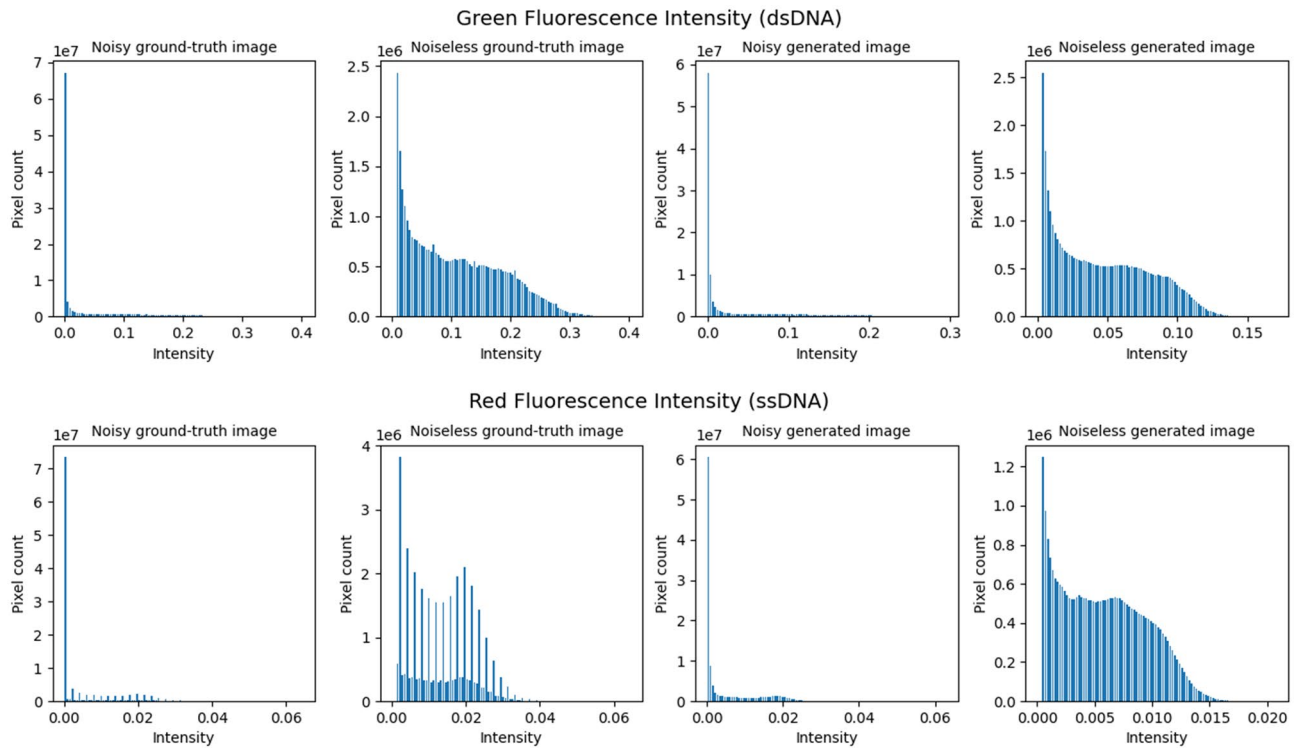 Green Fluorescence Intensity (dsDNA)
1e7 Noisy ground-truth image
7
6
5
4
3
2
1
0
Pixel count
0.0 0.1 0.2 0.3 0.4
Intensity
1e6 Noiseless ground-truth image
2.5
2.0
1.5
1.0
0.5
0.0
Pixel count
0.0 0.1 0.2 0.3 0.4
Intensity
1e7 Noisy generated image
6
5
4
3
2
1
0
Pixel count
0.0 0.1 0.2 0.3
Intensity
1e6 Noiseless generated image
2.5
2.0
1.5
1.0
0.5
0.0
Pixel count
0.00 0.05 0.10 0.15
Intensity
Red Fluorescence Intensity (ssDNA)
1e7 Noisy ground-truth image
7
6
5
4
3
2
1
0
Pixel count
0.00 0.02 0.04 0.06
Intensity
1e6 Noiseless ground-truth image
4
3
2
1
0
Pixel count
0.00 0.02 0.04 0.06
Intensity
1e7 Noisy generated image
6
5
4
3
2
1
0
Pixel count
0.00 0.02 0.04 0.06
Intensity
1e6 Noiseless generated image
1.2
1.0
0.8
0.6
0.4
0.2
0.0
Pixel count
0.000 0.005 0.010 0.015 0.020
Intensity